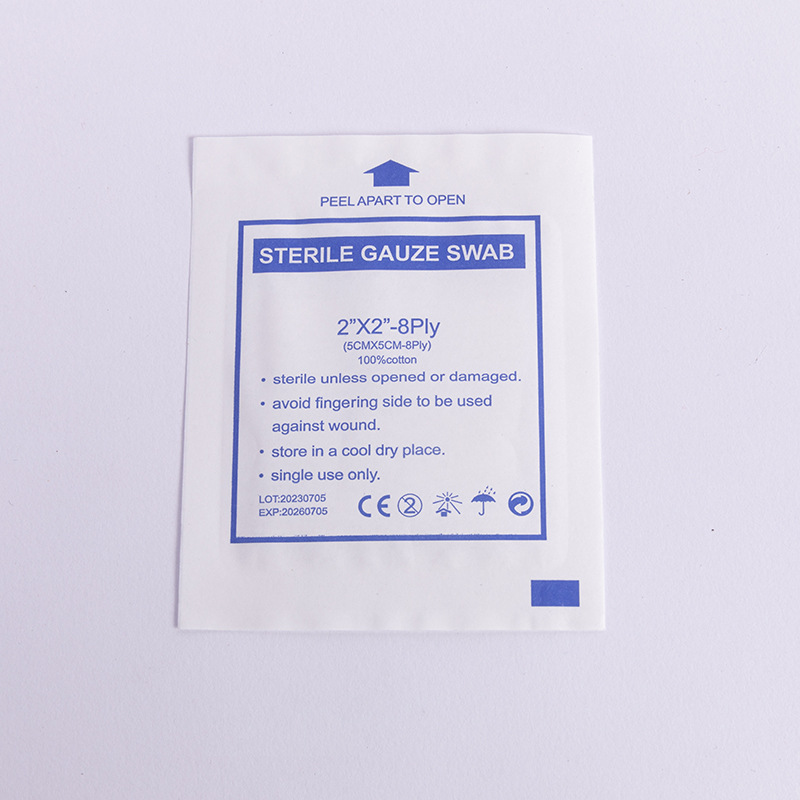 PEEL APART TO OPEN
STERILE GAUZE SWAB
2”X2”-8Ply
(5CMX5CM-8Ply)
100%cotton
• sterile unless opened or damaged.
• avoid fingering side to be used
against wound.
• store in a cool dry place.
• single use only.
LOT:20230705
EXP:20260705
CE 2